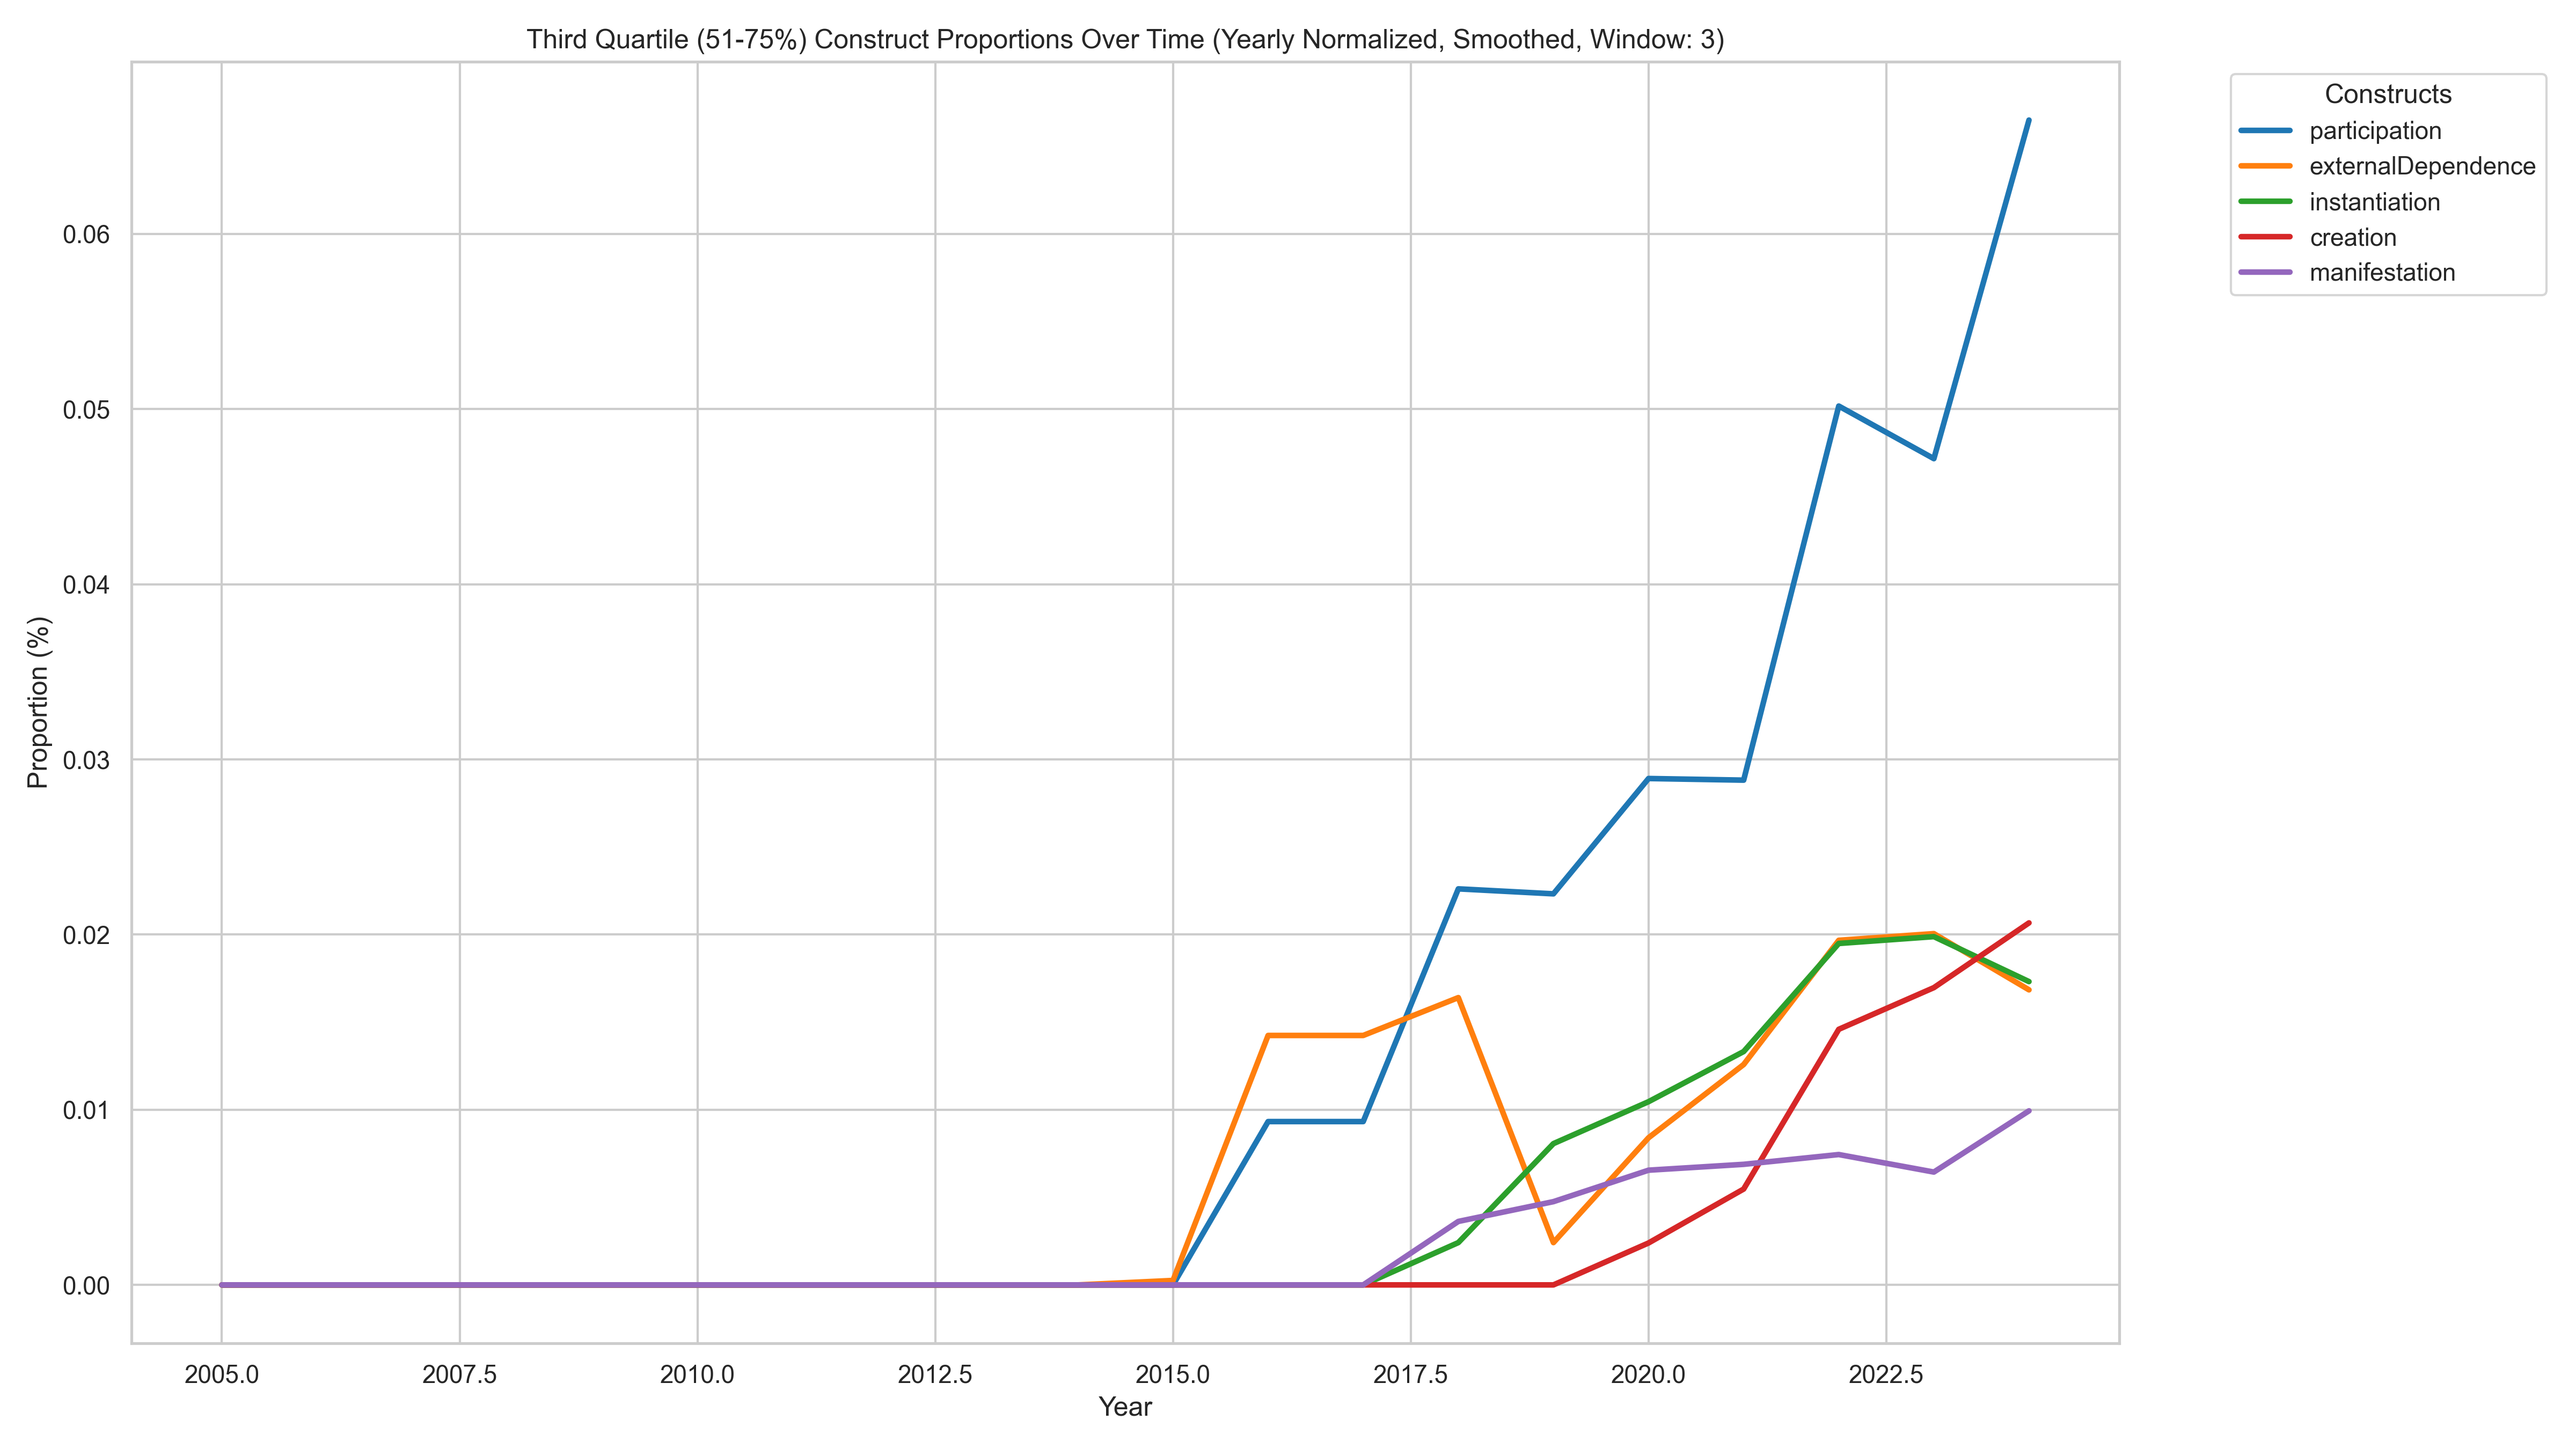 Third Quartile (51-75%) Construct Proportions Over Time (Yearly Normalized, Smoothed, Window: 3)
Constructs
participation
externalDependence
instantiation
creation
manifestation
Proportion (%)
0.06
0.05
0.04
0.03
0.02
0.01
0.00
2005.0 2007.5 2010.0 2012.5 2015.0 2017.5 2020.0 2022.5
Year